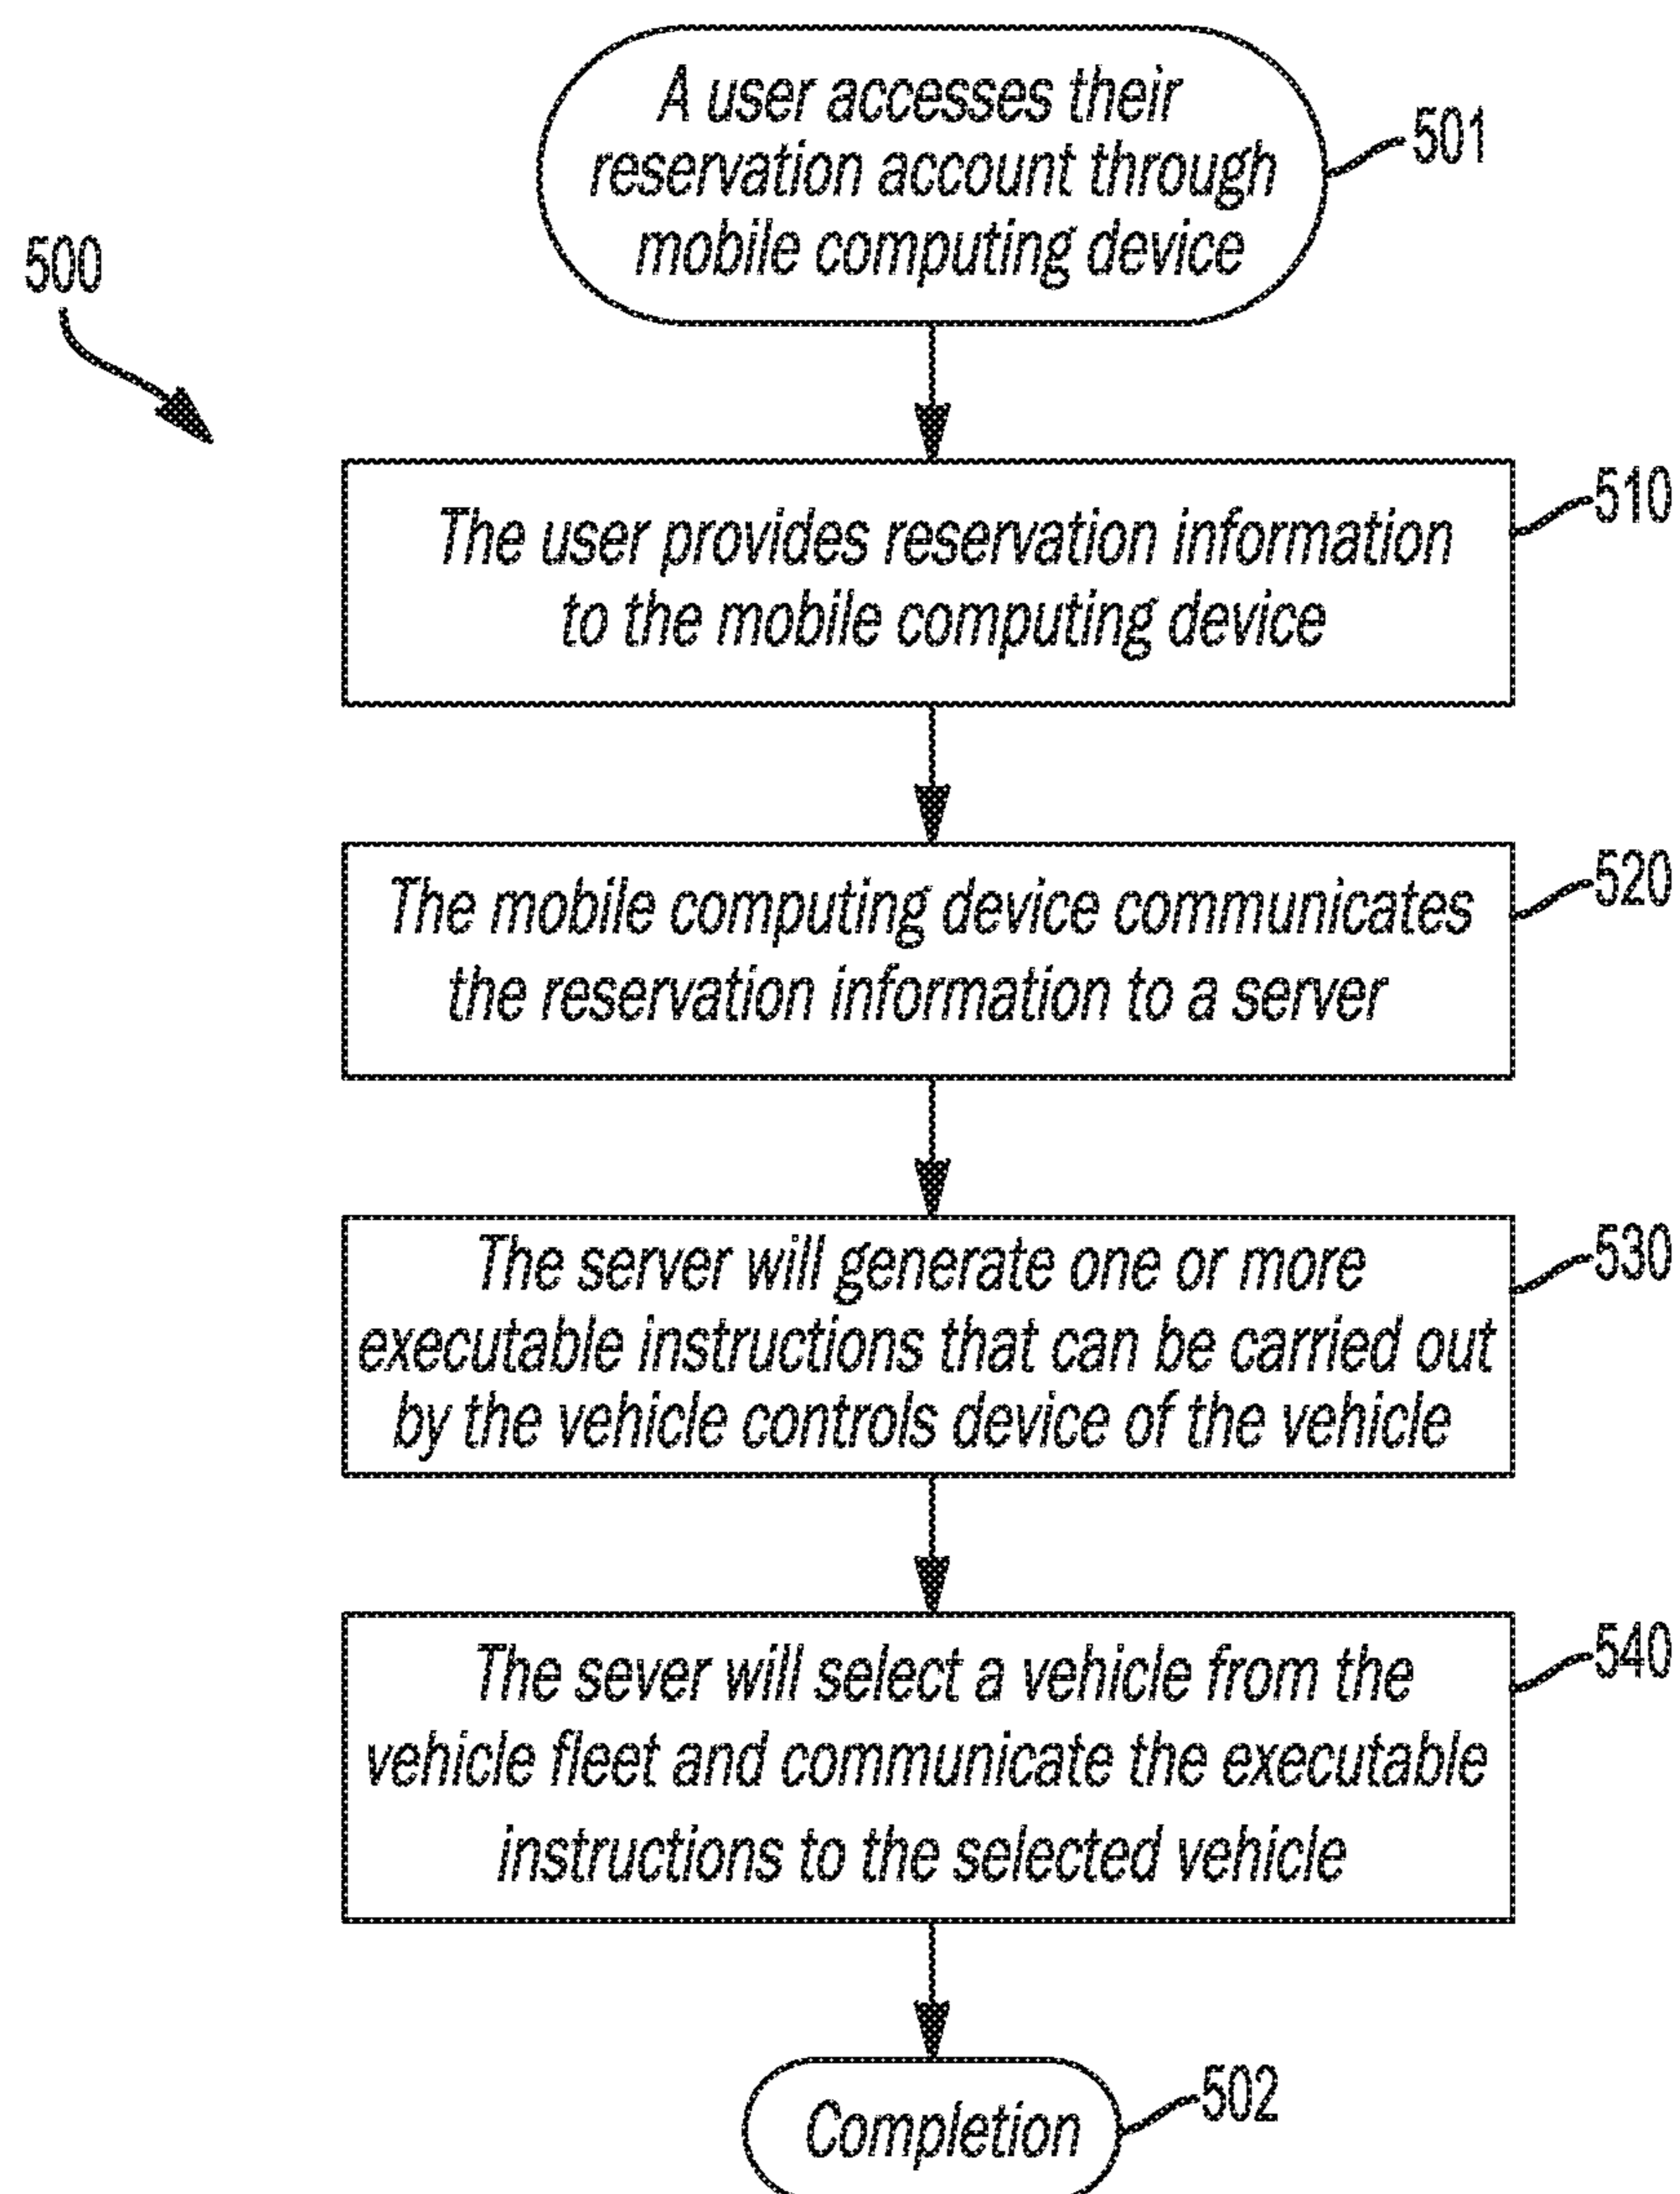 A user accesses their
reservation account through
mobile computing device
501
500
The user provides reservation information
to the mobile computing device
510
The mobile computing device communicates
the reservation information to a server
520
The server will generate one or more
executable instructions that can be carried out
by the vehicle controls device of the vehicle
530
The sever will select a vehicle from the
vehicle fleet and communicate the executable
instructions to the selected vehicle
540
Completion
502